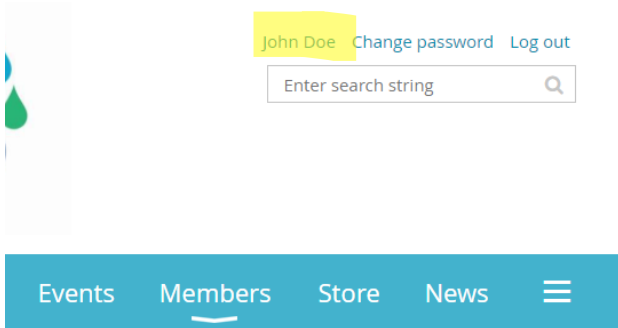 John Doe Change password Log out
Enter search string
Events Members Store News